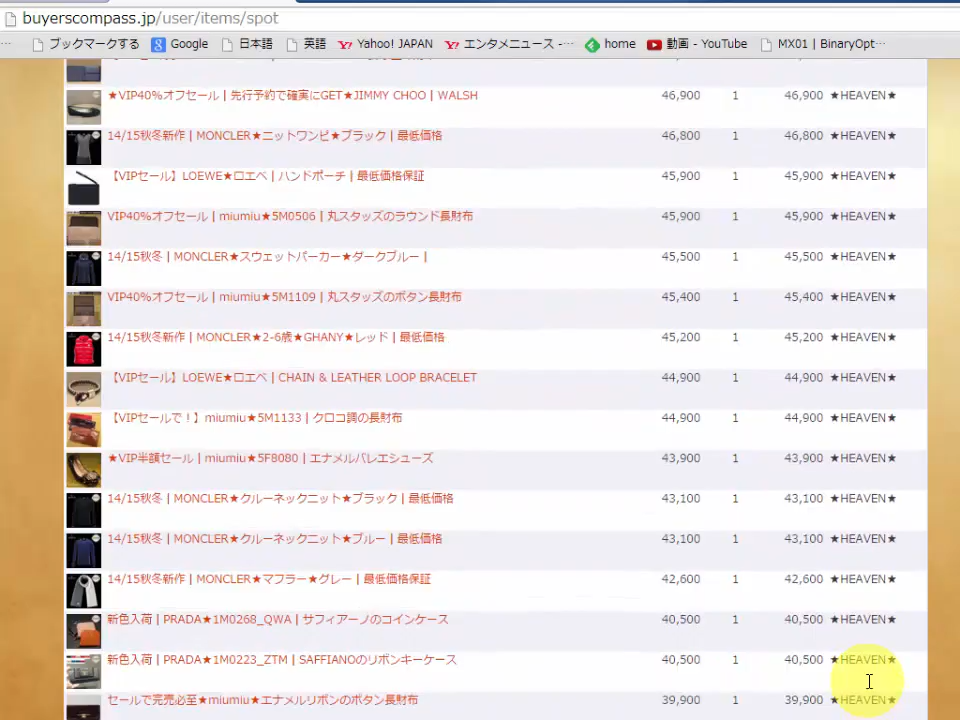 buyerscompass.jp/user/items/spot
ブックマークする Google 日本語 英語 Yahoo! JAPAN エンタメニュース -… home 動画 - YouTube MX01 | BinaryOpt…
★VIP40%オフセール | 先行予約で確実にGET★JIMMY CHOO | WALSH 46,900 1 46,900 ★HEAVEN★
14/15秋冬新作 | MONCLER★ニットワンピ★ブラック | 最低価格 46,800 1 46,800 ★HEAVEN★
【VIPセール】LOEWE★ロエベ | ハンドポーチ | 最低価格保証 45,900 1 45,900 ★HEAVEN★
VIP40%オフセール | miumiu★5M0506 | 丸スタッズのラウンド長財布 45,900 1 45,900 ★HEAVEN★
14/15秋冬 | MONCLER★スウェットパーカー★ダークブルー | 45,500 1 45,500 ★HEAVEN★
VIP40%オフセール | miumiu★5M1109 | 丸スタッズのボタン長財布 45,400 1 45,400 ★HEAVEN★
14/15秋冬新作 | MONCLER★2-6歳★GHANY★レッド | 最低価格 45,200 1 45,200 ★HEAVEN★
【VIPセール】LOEWE★ロエベ | CHAIN & LEATHER LOOP BRACELET 44,900 1 44,900 ★HEAVEN★
【VIPセールで！】miumiu★5M1133 | クロコ調の長財布 44,900 1 44,900 ★HEAVEN★
★VIP半額セール | miumiu★5F8080 | エナメルバレエシューズ 43,900 1 43,900 ★HEAVEN★
14/15秋冬 | MONCLER★クルーネックニット★ブラック | 最低価格 43,100 1 43,100 ★HEAVEN★
14/15秋冬 | MONCLER★クルーネックニット★ブルー | 最低価格 43,100 1 43,100 ★HEAVEN★
14/15秋冬新作 | MONCLER★マフラー★グレー | 最低価格保証 42,600 1 42,600 ★HEAVEN★
新色入荷 | PRADA★1M0268_QWA | サフィアーノのコインケース 40,500 1 40,500 ★HEAVEN★
新色入荷 | PRADA★1M0223_ZTM | SAFFIANOのリボンキーケース 40,500 1 40,500 ★HEAVEN★
セールで完売必至★miumiu★エナメルリボンのボタン長財布 39,900 1 39,900 ★HEAVEN★